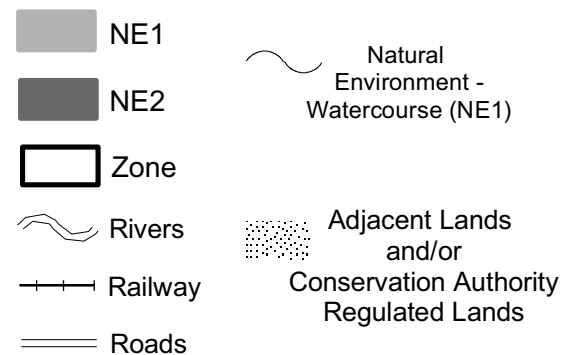 NE1
NE2
Zone
Rivers
Railway
Roads
Natural
Environment -
Watercourse (NE1)
Adjacent Lands
and/or
Conservation Authority
Regulated Lands